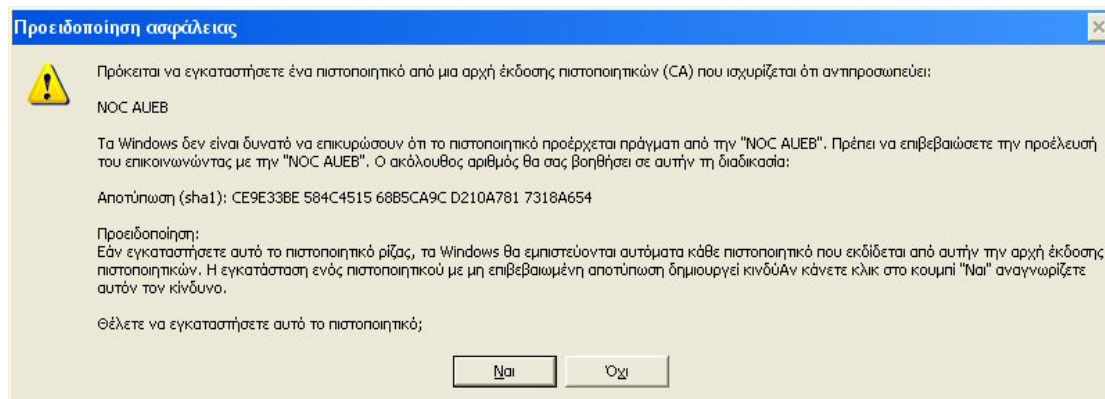 Προειδοποίηση ασφάλειας
Πρόκειται να εγκαταστήσετε ένα πιστοποιητικό από μια αρχή έκδοσης πιστοποιητικών (CA) που ισχυρίζεται ότι αντιπροσωπεύει:
NOC AUEB
Τα Windows δεν είναι δυνατό να επικυρώσουν ότι το πιστοποιητικό προέρχεται πράγματι από την "NOC AUEB". Πρέπει να επιβεβαιώσετε την προέλευσή
του επικοινωνώντας με την "NOC AUEB". Ο ακόλουθος αριθμός θα σας βοηθήσει σε αυτήν τη διαδικασία:
Αποτύπωση (sha1): CE9E33BE 584C4515 68B5CA9C D210A781 7318A654
Προειδοποίηση:
Εάν εγκαταστήσετε αυτό το πιστοποιητικό ρίζας, τα Windows θα εμπιστεύονται αυτόματα κάθε πιστοποιητικό που εκδίδεται από αυτήν την αρχή έκδοσης
πιστοποιητικών. Η εγκατάσταση ενός πιστοποιητικού με μη επιβεβαιωμένη αποτύπωση δημιουργεί κινδύΑν κάνετε κλικ στο κουμπί "Ναι" αναγνωρίζετε
αυτόν τον κίνδυνο.
Θέλετε να εγκαταστήσετε αυτό το πιστοποιητικό;
Ναι Όχι